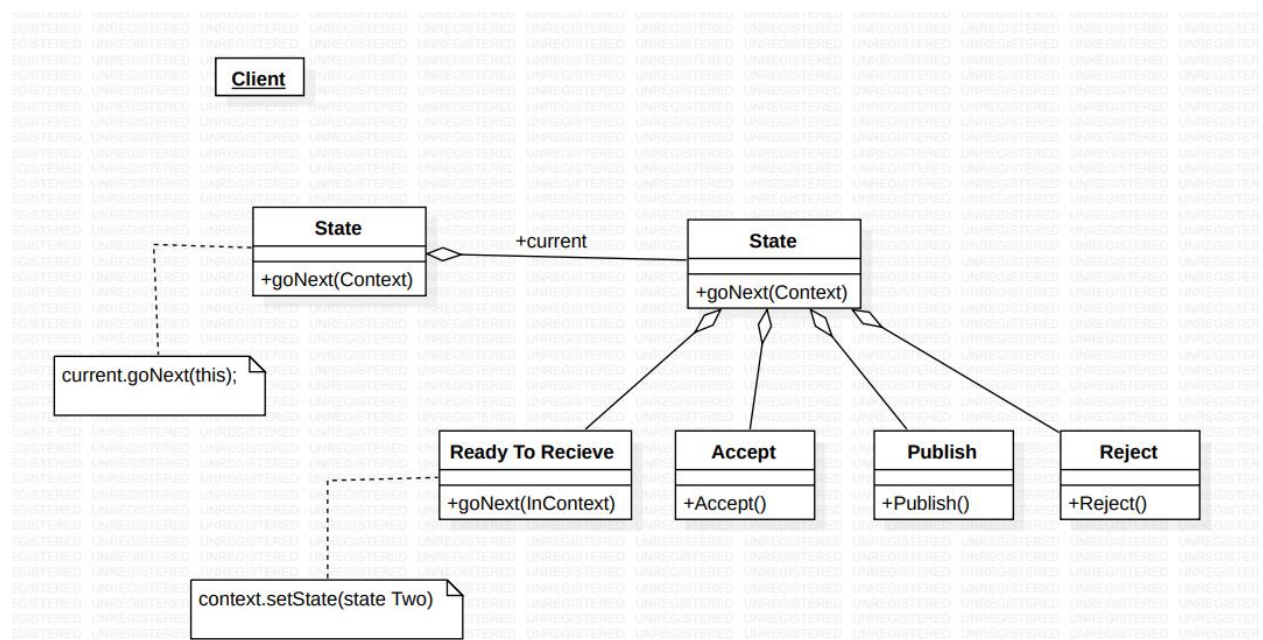 Client
State
+goNext(Context)
+current
State
+goNext(Context)
current.goNext(this);
Ready To Recieve
+goNext(InContext)
Accept
+Accept()
Publish
+Publish()
Reject
+Reject()
context.setState(state Two)